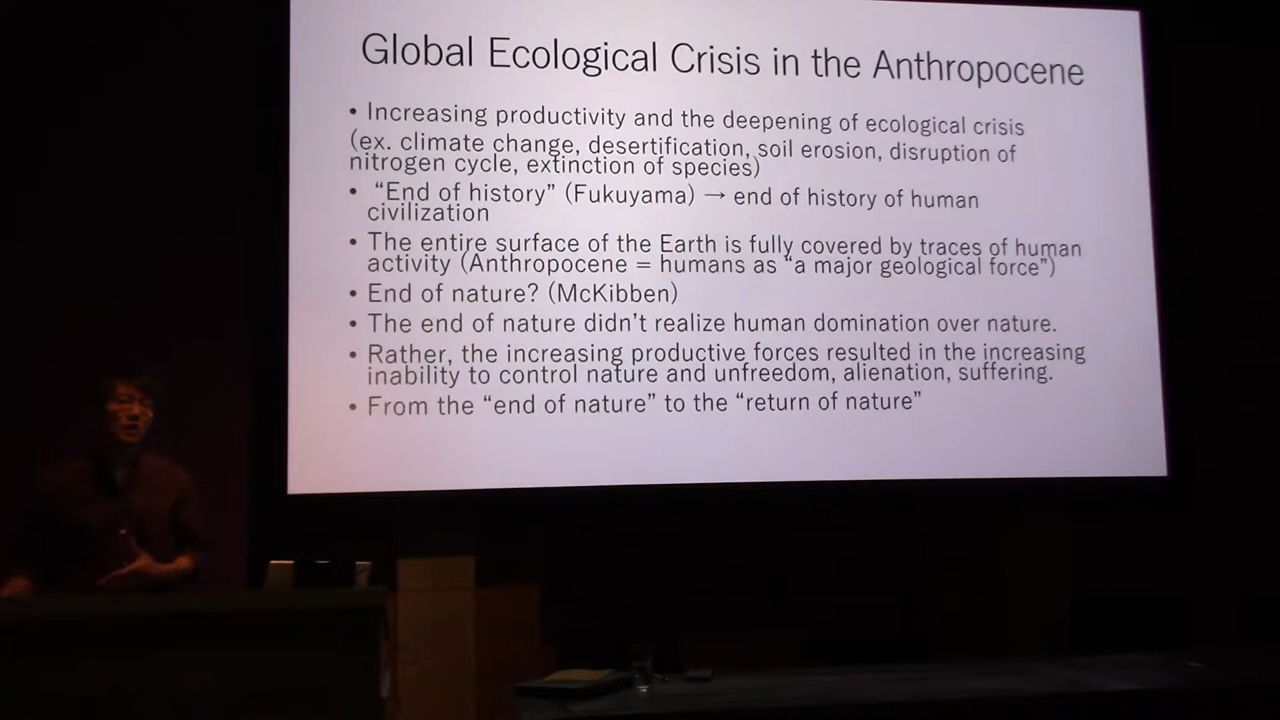 Global Ecological Crisis in the Anthropocene
• Increasing productivity and the deepening of ecological crisis
(ex. climate change, desertification, soil erosion, disruption of
nitrogen cycle, extinction of species)
• “End of history” (Fukuyama) → end of history of human
civilization
• The entire surface of the Earth is fully covered by traces of human
activity (Anthropocene = humans as “a major geological force”)
• End of nature? (McKibben)
• The end of nature didn’t realize human domination over nature.
• Rather, the increasing productive forces resulted in the increasing
inability to control nature and unfreedom, alienation, suffering.
• From the “end of nature” to the “return of nature”